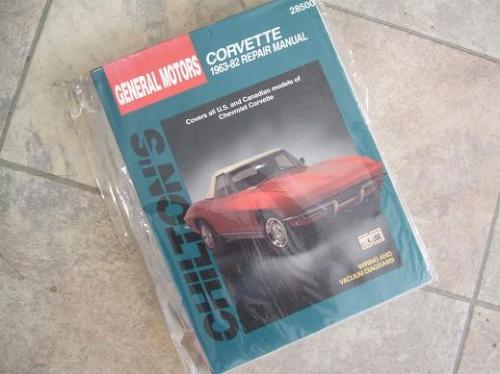 28500
GENERAL MOTORS
CORVETTE
1963-82 REPAIR MANUAL
Covers all U.S. and Canadian models of
Chevrolet Corvette
CHILTON'S
WIRING AND
VACUUM DIAGRAMS